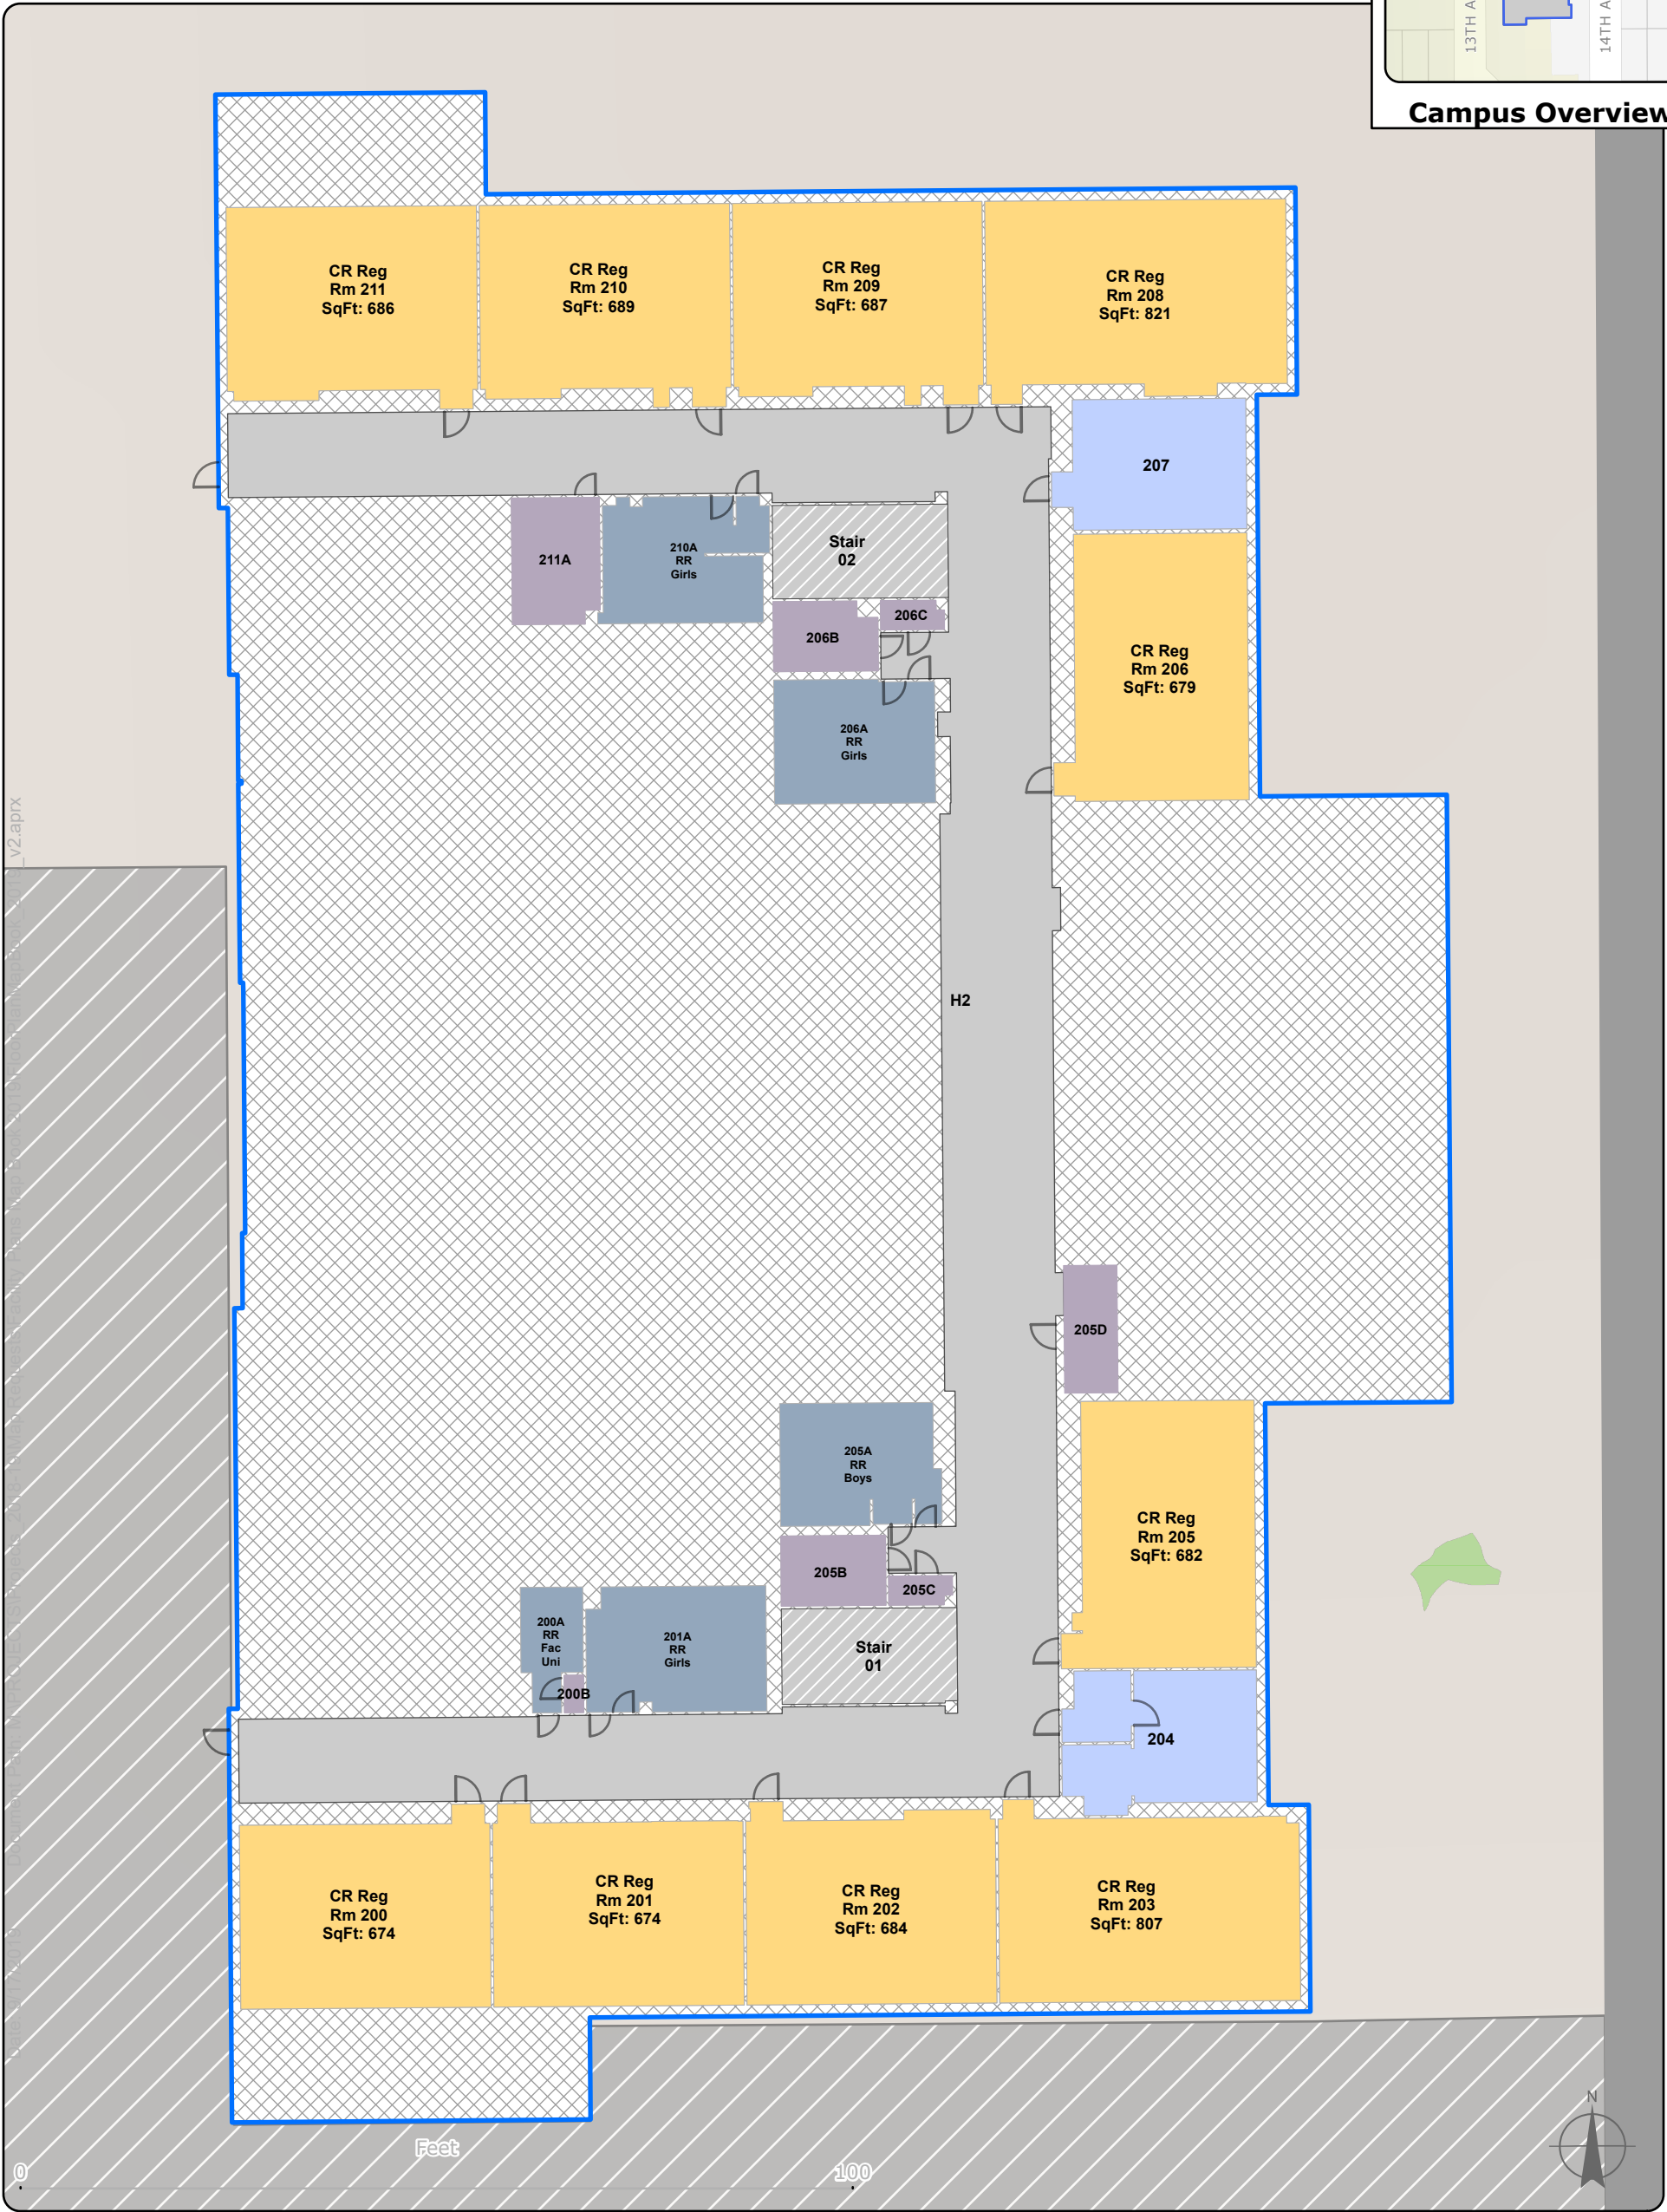 13TH A
14TH A
Campus Overview
CR Reg
Rm 211
SqFt: 686
CR Reg
Rm 210
SqFt: 689
CR Reg
Rm 209
SqFt: 687
CR Reg
Rm 208
SqFt: 821
207
211A
210A
RR
Girls
Stair
02
206B
206C
CR Reg
Rm 206
SqFt: 679
206A
RR
Girls
H2
205D
205A
RR
Boys
CR Reg
Rm 205
SqFt: 682
205B
205C
200A
RR
Fac
Uni
200B
201A
RR
Girls
Stair
01
204
CR Reg
Rm 200
SqFt: 674
CR Reg
Rm 201
SqFt: 674
CR Reg
Rm 202
SqFt: 684
CR Reg
Rm 203
SqFt: 807
N
Feet
0
100